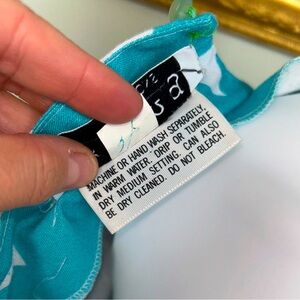 MACHINE OR HAND WASH SEPARATELY,
IN WARM WATER. DRIP OR TUMBLE
DRY MEDIUM SETTING. CAN ALSO
BE DRY CLEANED. DO NOT BLEACH.